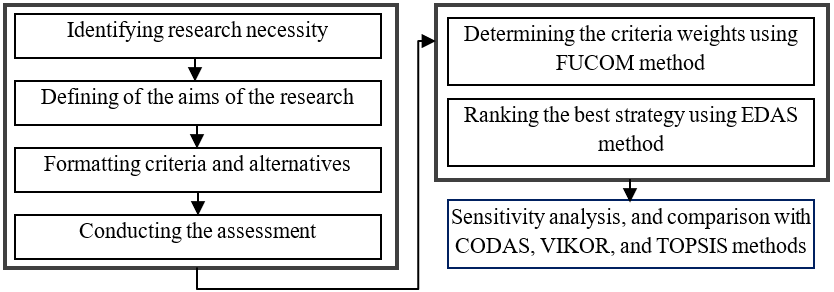 Identifying research necessity
Defining of the aims of the research
Formatting criteria and alternatives
Conducting the assessment
Determining the criteria weights using
FUCOM method
Ranking the best strategy using EDAS
method
Sensitivity analysis, and comparison with
CODAS, VIKOR, and TOPSIS methods